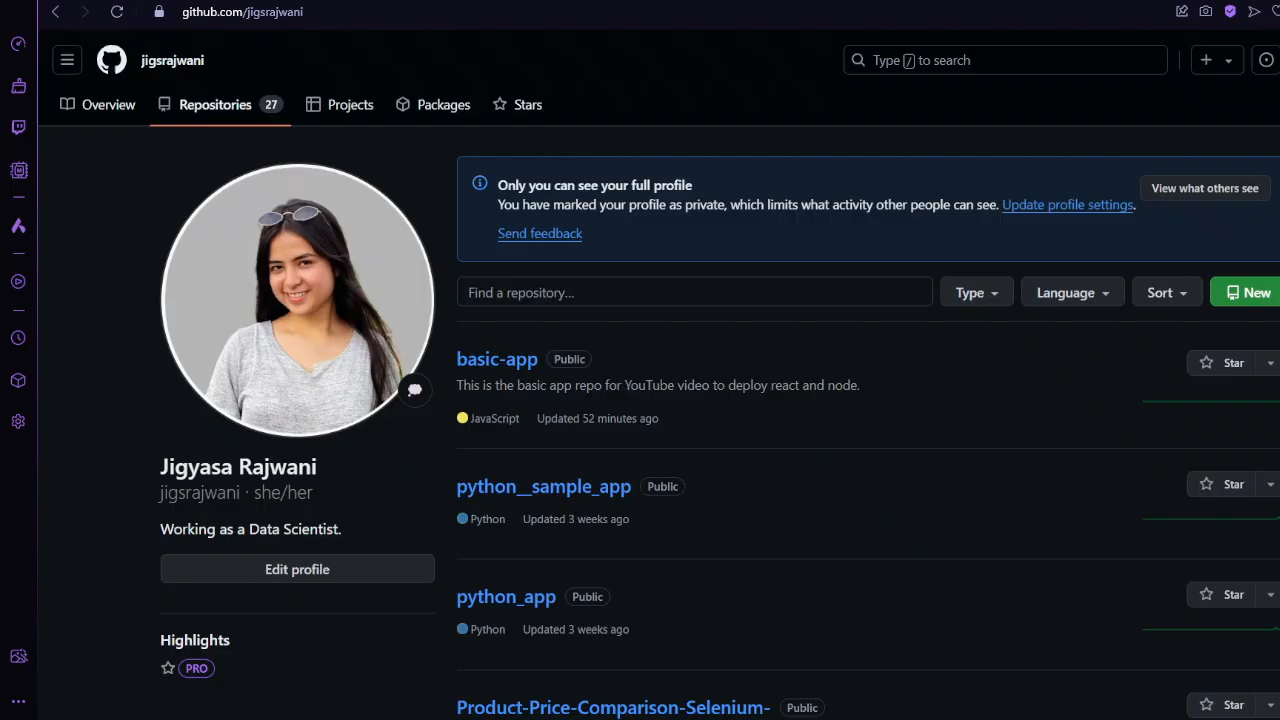 github.com/jigsrajwani
jigsrajwani
Type / to search
Overview
Repositories 27
Projects
Packages
Stars
Only you can see your full profile
You have marked your profile as private, which limits what activity other people can see. Update profile settings.
Send feedback
View what others see
Find a repository...
Type
Language
Sort
New
basic-app Public
This is the basic app repo for YouTube video to deploy react and node.
JavaScript Updated 52 minutes ago
Star
python__sample_app Public
Python Updated 3 weeks ago
Star
python_app Public
Python Updated 3 weeks ago
Star
Product-Price-Comparison-Selenium- Public
Star
Jigyasa Rajwani
jigsrajwani · she/her
Working as a Data Scientist.
Edit profile
Highlights
PRO